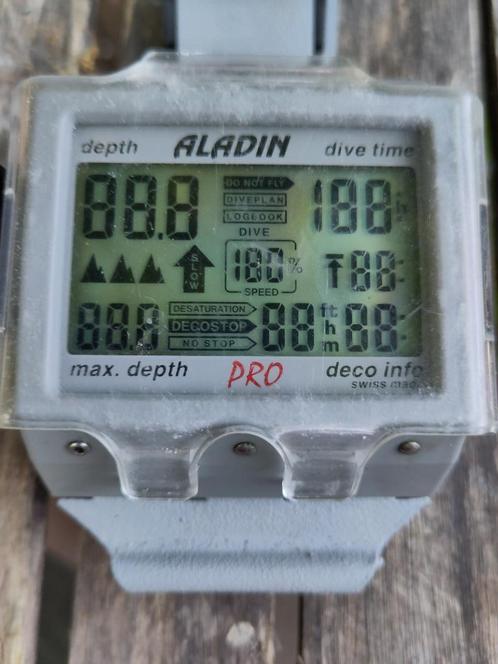 depth ALADIN dive time
88.8 DO NOT FLY 188
DIVEPLAN
LOGBOOK
DIVE
SLOW 188 % 88:
SPEED
88.8 DESATURATION 88 ft 88:
DECOSTOP h
NO STOP m
max. depth PRO deco info
SWISS MADE